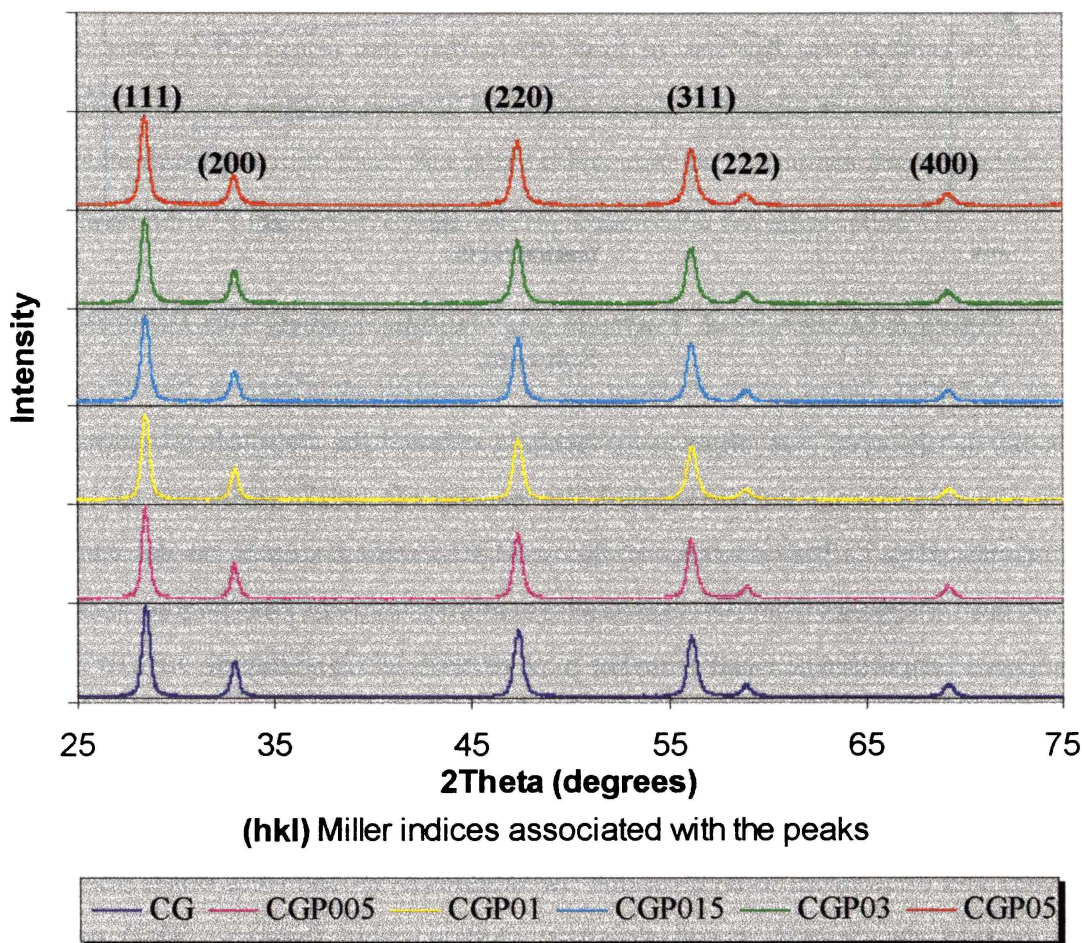 (111) (220) (311)
(200) (222) (400)
Intensity
25 35 45 55 65 75
2Theta (degrees)
(hkl) Miller indices associated with the peaks
CG CGP005 CGP01 CGP015 CGP03 CGP05